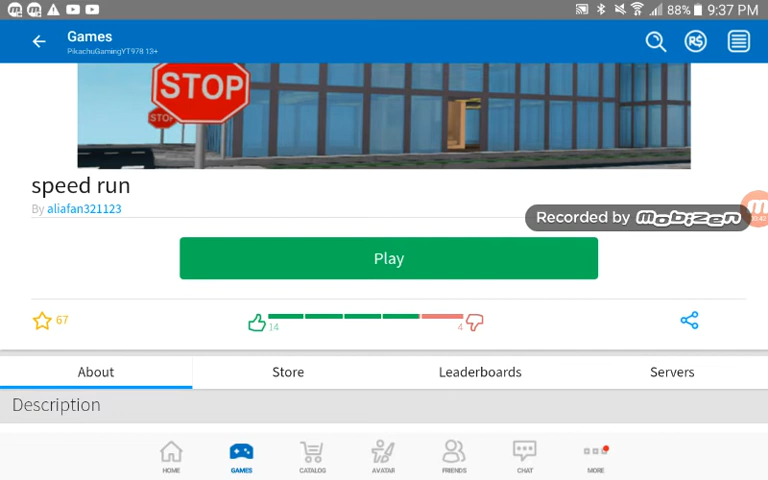 88% 9:37 PM
Games
PikachuGamingYT978 13+
R$
STOP
STOP
speed run
By aliafan321123
Recorded by mobizen
Play
67
14
4
About Store Leaderboards Servers
Description
HOME GAMES CATALOG AVATAR FRIENDS CHAT MORE